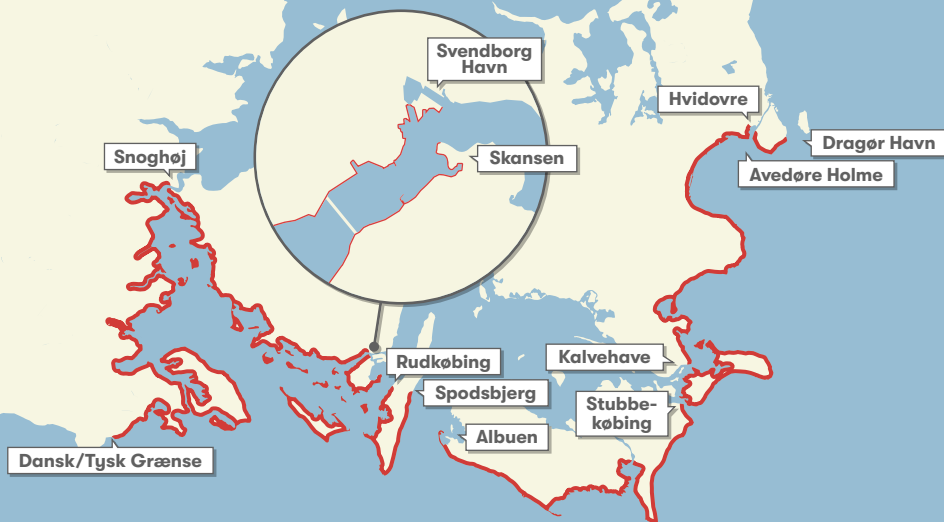 Svendborg
Havn
Hvidovre
Dragør Havn
Snoghøj
Skansen
Avedøre Holme
Rudkøbing
Kalvehave
Spodsbjerg
Stubbe-
købing
Albuen
Dansk/Tysk Grænse